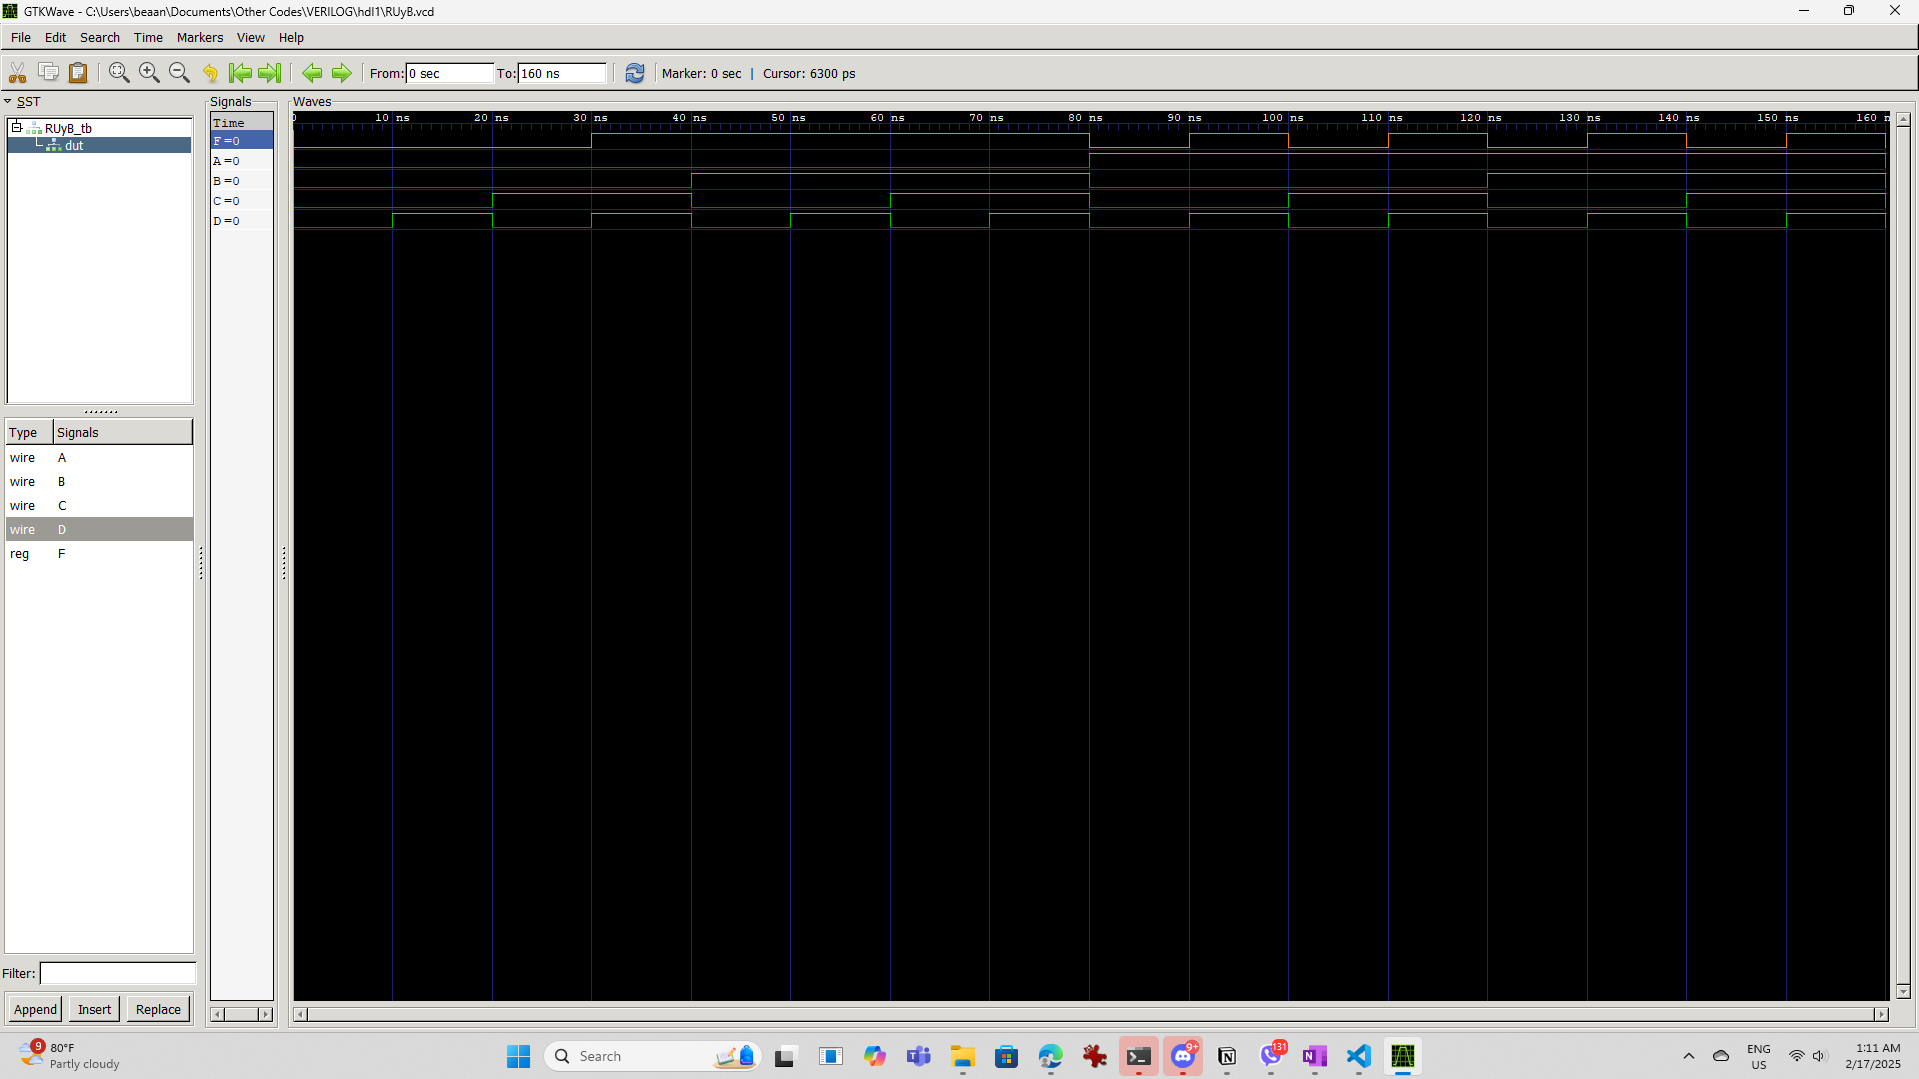 GTKWave - C:\Users\beaan\Documents\Other Codes\VERILOG\hdl1\RUyB.vcd
File Edit Search Time Markers View Help
From: 0 sec To: 160 ns Marker: 0 sec | Cursor: 6300 ps
SST
RUyB_tb
dut
Type Signals
wire A
wire B
wire C
wire D
reg F
Filter:
Append Insert Replace
Signals
Time
F=0
A=0
B=0
C=0
D=0
Waves
0 10 ns 20 ns 30 ns 40 ns 50 ns 60 ns 70 ns 80 ns 90 ns 100 ns 110 ns 120 ns 130 ns 140 ns 150 ns 160 n
9
80°F
Partly cloudy
Search
9+
131
ENG
US
1:11 AM
2/17/2025